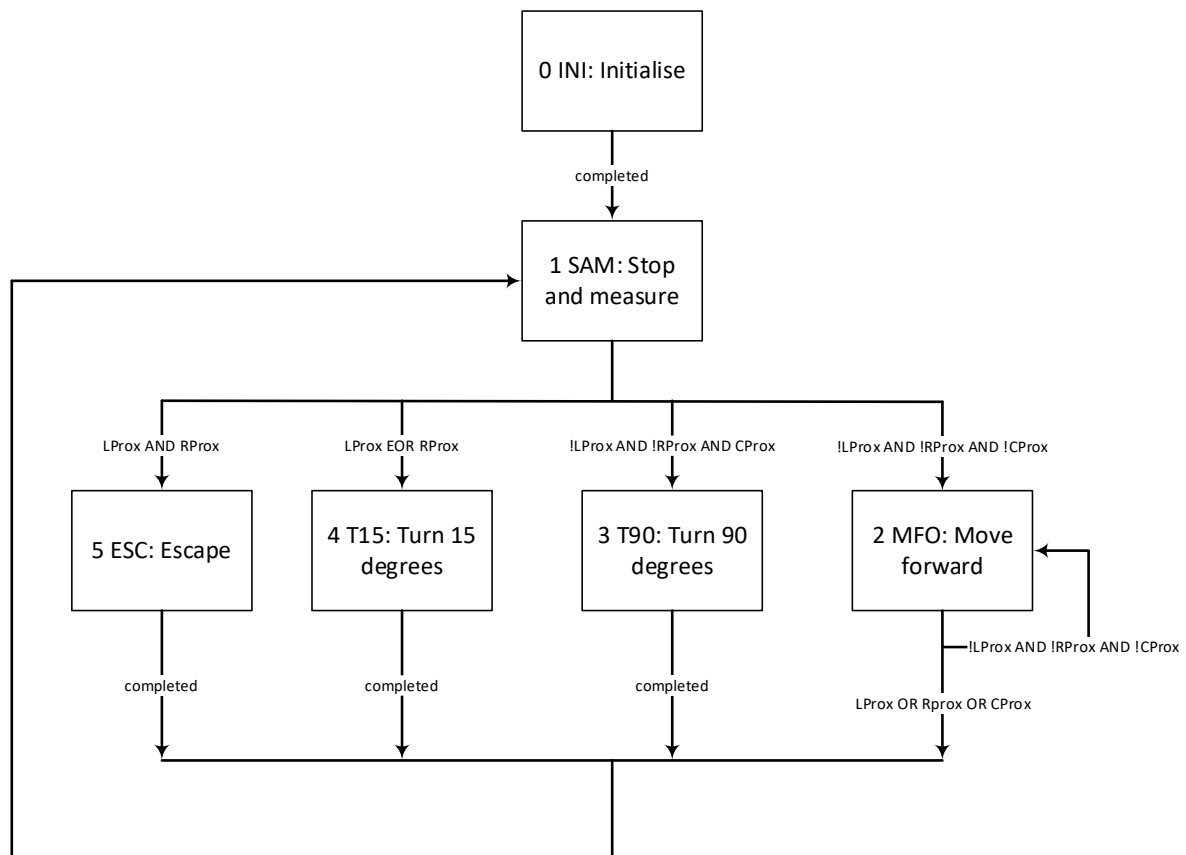 0 INI: Initialise
completed
1 SAM: Stop
and measure
LProx AND RProx
LProx EOR RProx
!LProx AND !RProx AND CProx
!LProx AND !RProx AND !CProx
5 ESC: Escape
4 T15: Turn 15
degrees
3 T90: Turn 90
degrees
2 MFO: Move
forward
!LProx AND !RProx AND !CProx
completed
completed
completed
LProx OR Rprox OR CProx